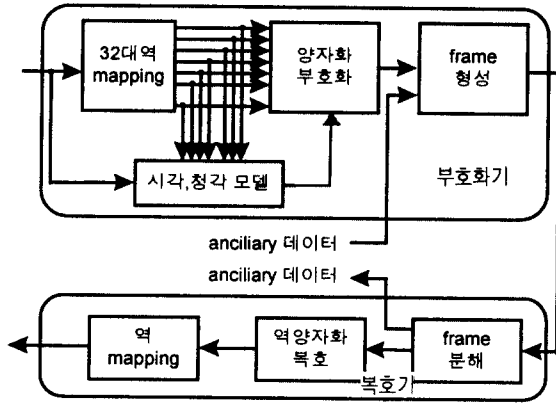 32대역
mapping
양자화
부호화
frame
형성
시각,청각 모델
부호화기
anciliary 데이터
anciliary 데이터
역
mapping
역양자화
복호
frame
분해
복호기